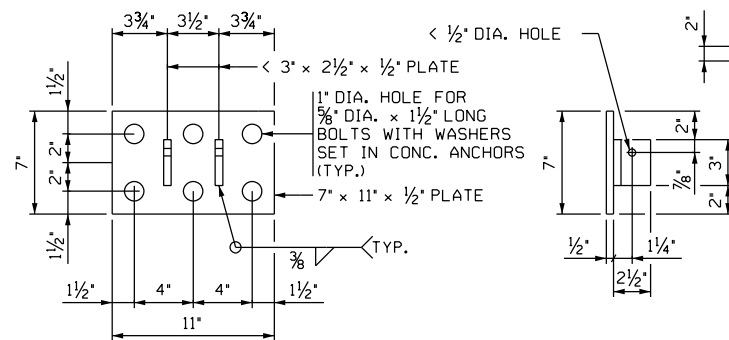 3¾" 3½" 3¾"
< ½" DIA. HOLE
2"
< 3" × 2½" × ½" PLATE
1½"
1" DIA. HOLE FOR
⅝" DIA. × 1½" LONG
BOLTS WITH WASHERS
SET IN CONC. ANCHORS
(TYP.)
7"
2"
2"
1½"
7" × 11" × ½" PLATE
TYP.
⅜
1½" 4" 4" 1½"
11"
7"
2"
⅞"
3"
2"
½" 1¼"
2½"